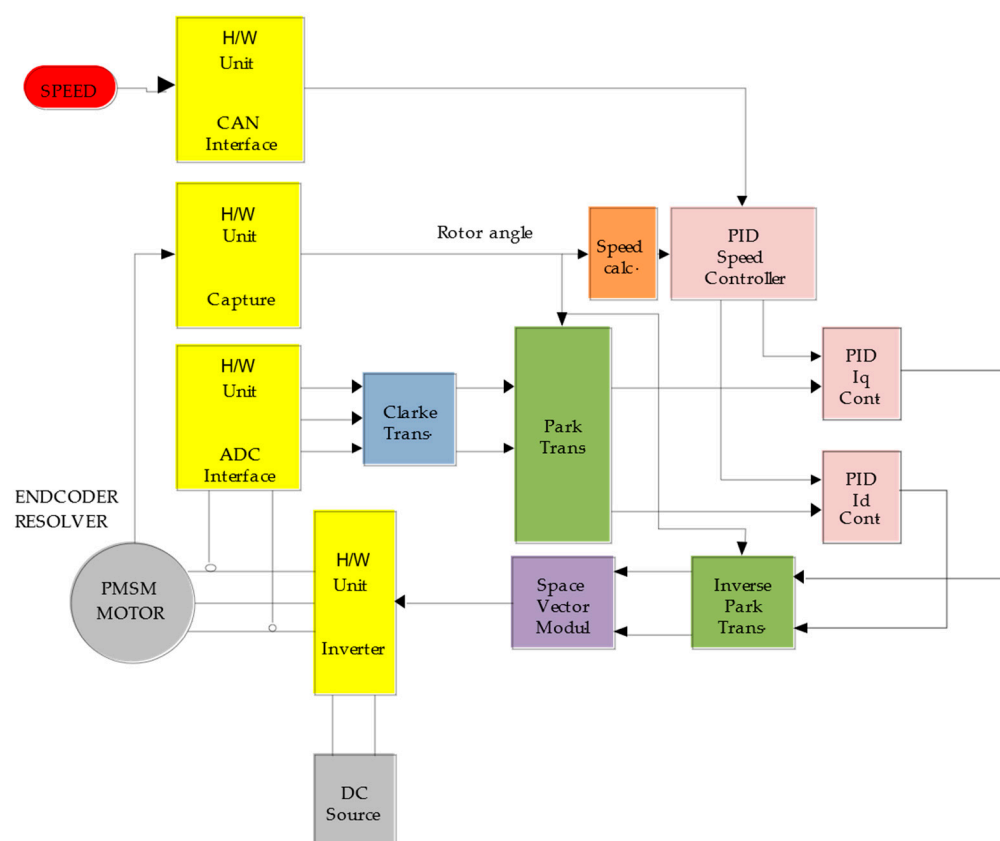 SPEED
H/W
Unit
CAN
Interface
H/W
Unit
Capture
Rotor angle
Speed
calc.
PID
Speed
Controller
H/W
Unit
ADC
Interface
Clarke
Trans.
Park
Trans
PID
Iq
Cont
PID
Id
Cont
ENDCODER
RESOLVER
PMSM
MOTOR
H/W
Unit
Inverter
Space
Vector
Modul
Inverse
Park
Trans.
DC
Source